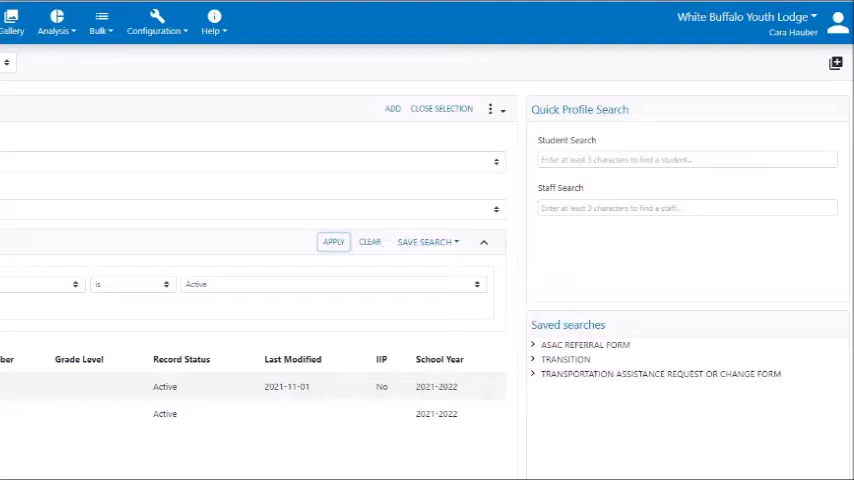 Gallery
Analysis
Bulk
Configuration
Help
White Buffalo Youth Lodge
Cara Hauber
ADD CLOSE SELECTION
Quick Profile Search
Student Search
Enter at least 3 characters to find a student...
Staff Search
Enter at least 3 characters to find a staff...
APPLY CLEAR SAVE SEARCH
is Active
Saved searches
ASAC REFERRAL FORM
TRANSITION
TRANSPORTATION ASSISTANCE REQUEST OR CHANGE FORM
ber Grade Level Record Status Last Modified IIP School Year
Active 2021-11-01 No 2021-2022
Active 2021-2022